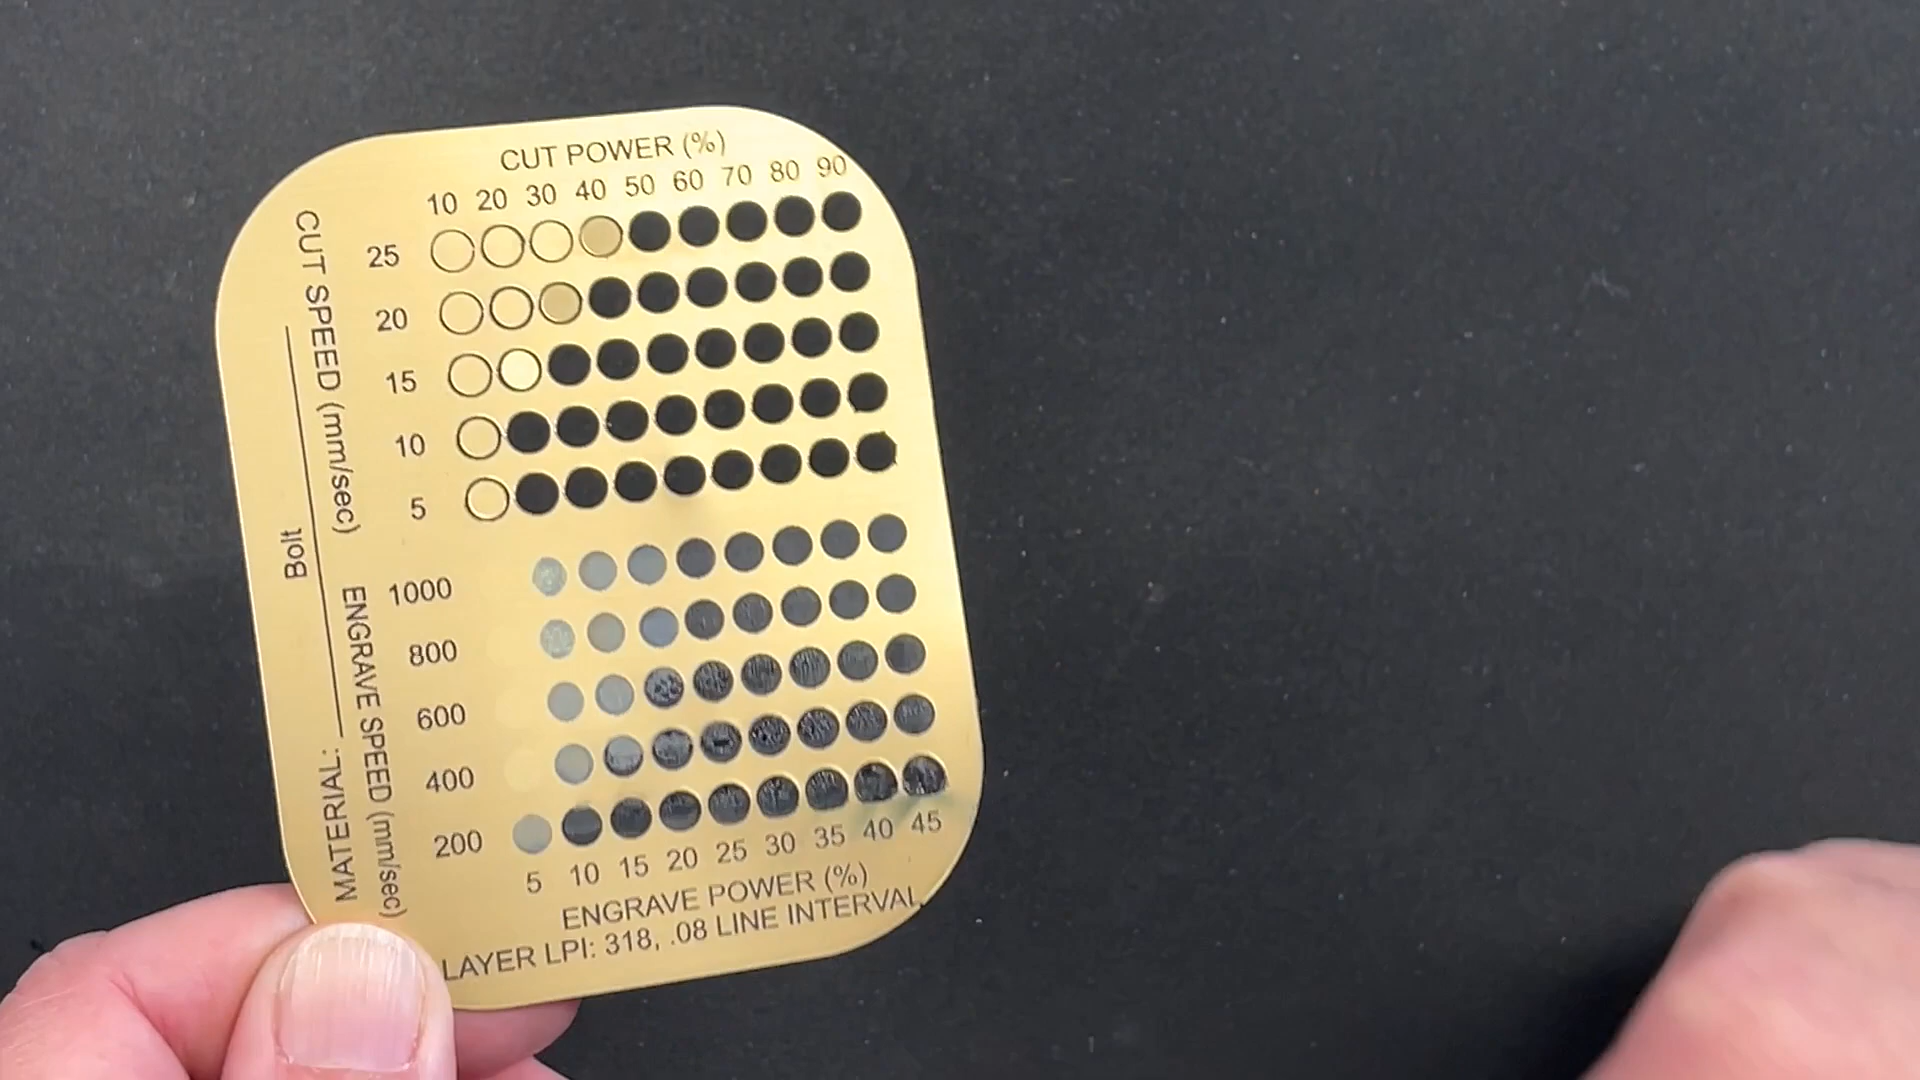 CUT POWER (%)
10 20 30 40 50 60 70 80 90
CUT SPEED (mm/sec)
25
20
15
10
5
MATERIAL: Bolt
ENGRAVE SPEED (mm/sec)
1000
800
600
400
200
5 10 15 20 25 30 35 40 45
ENGRAVE POWER (%)
LAYER LPI: 318, .08 LINE INTERVAL